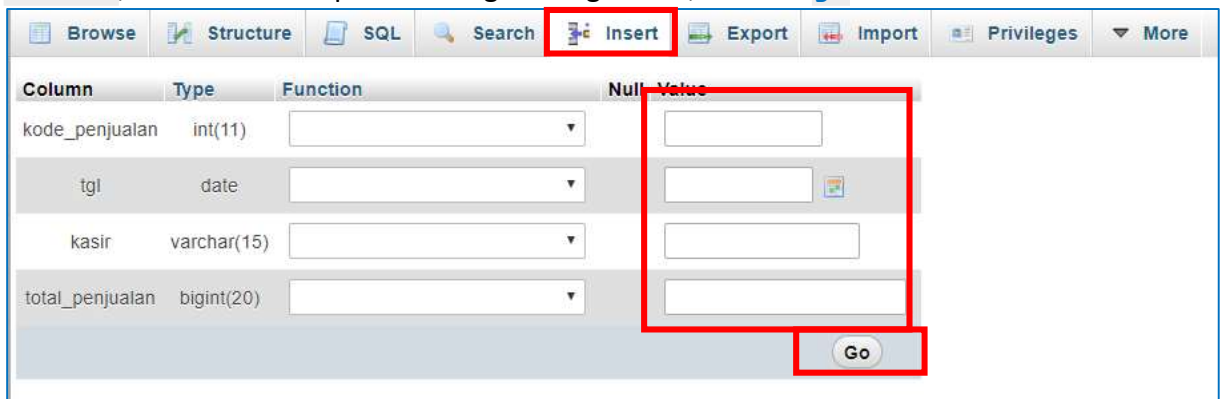 Browse Structure SQL Search Insert Export Import Privileges More
Column Type Function Null Value
kode_penjualan int(11)
tgl date
kasir varchar(15)
total_penjualan bigint(20)
Go